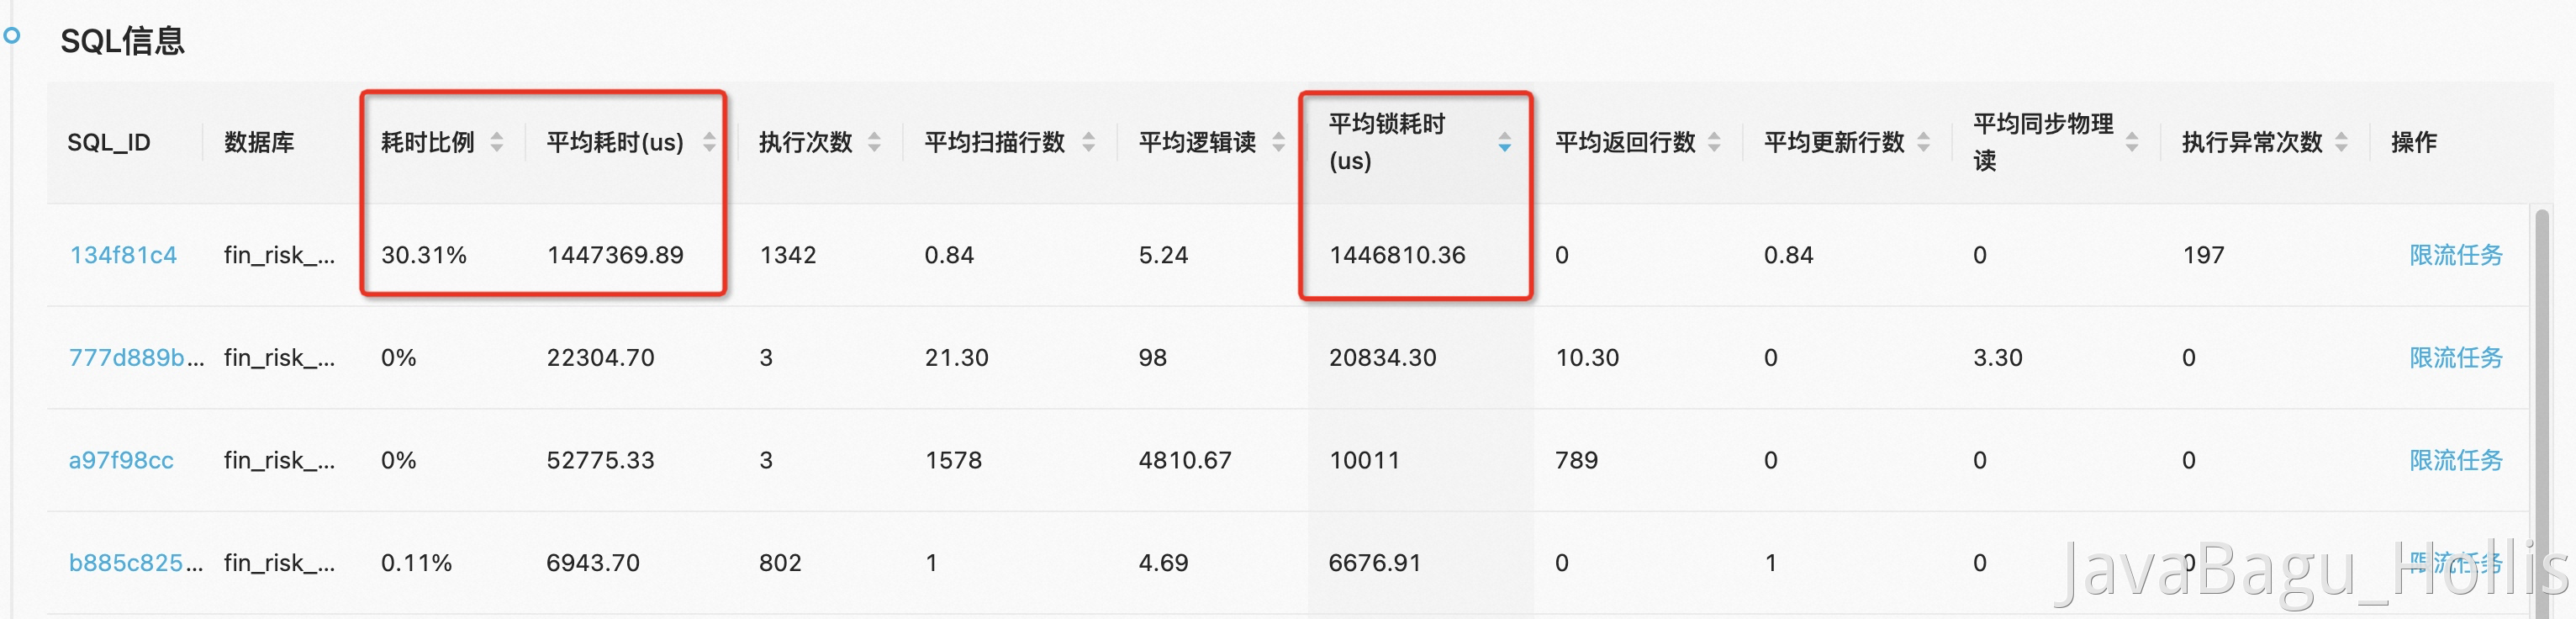 SQL信息
SQL_ID 数据库 耗时比例 平均耗时(us) 执行次数 平均扫描行数 平均逻辑读 平均锁耗时(us) 平均返回行数 平均更新行数 平均同步物理读 执行异常次数 操作
134f81c4 fin_risk_... 30.31% 1447369.89 1342 0.84 5.24 1446810.36 0 0.84 0 197 限流任务
777d889b... fin_risk_... 0% 22304.70 3 21.30 98 20834.30 10.30 0 3.30 0 限流任务
a97f98cc fin_risk_... 0% 52775.33 3 1578 4810.67 10011 789 0 0 0 限流任务
b885c825... fin_risk_... 0.11% 6943.70 802 1 4.69 6676.91 0 1 0 0 限流任务
JavaBagu_Hollis